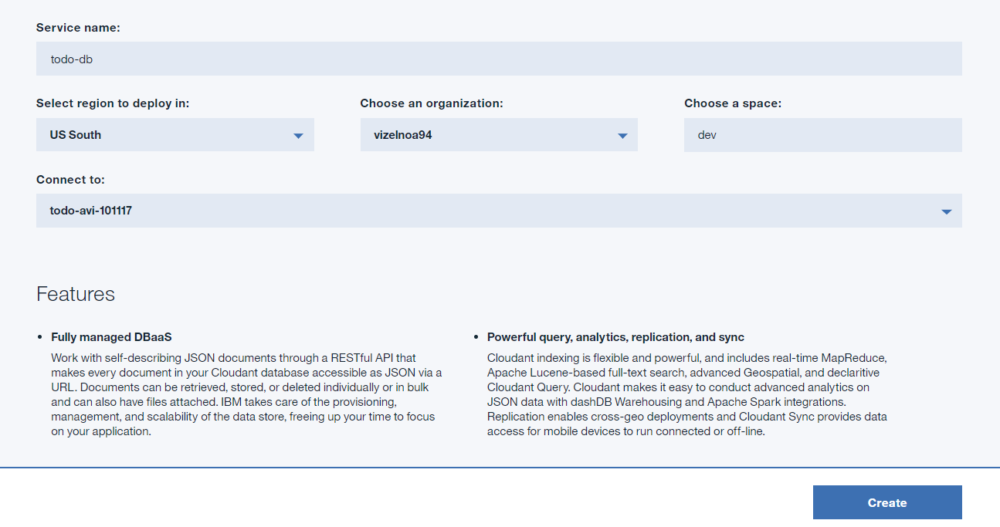 Service name:
todo-db
Select region to deploy in:
Choose an organization:
Choose a space:
US South
vizelnoa94
dev
Connect to:
todo-avi-101117
Features
• Fully managed DBaaS
Work with self-describing JSON documents through a RESTful API that
makes every document in your Cloudant database accessible as JSON via a
URL. Documents can be retrieved, stored, or deleted individually or in bulk
and can also have files attached. IBM takes care of the provisioning,
management, and scalability of the data store, freeing up your time to focus
on your application.
• Powerful query, analytics, replication, and sync
Cloudant indexing is flexible and powerful, and includes real-time MapReduce,
Apache Lucene-based full-text search, advanced Geospatial, and declaritive
Cloudant Query. Cloudant makes it easy to conduct advanced analytics on
JSON data with dashDB Warehousing and Apache Spark integrations.
Replication enables cross-geo deployments and Cloudant Sync provides data
access for mobile devices to run connected or off-line.
Create